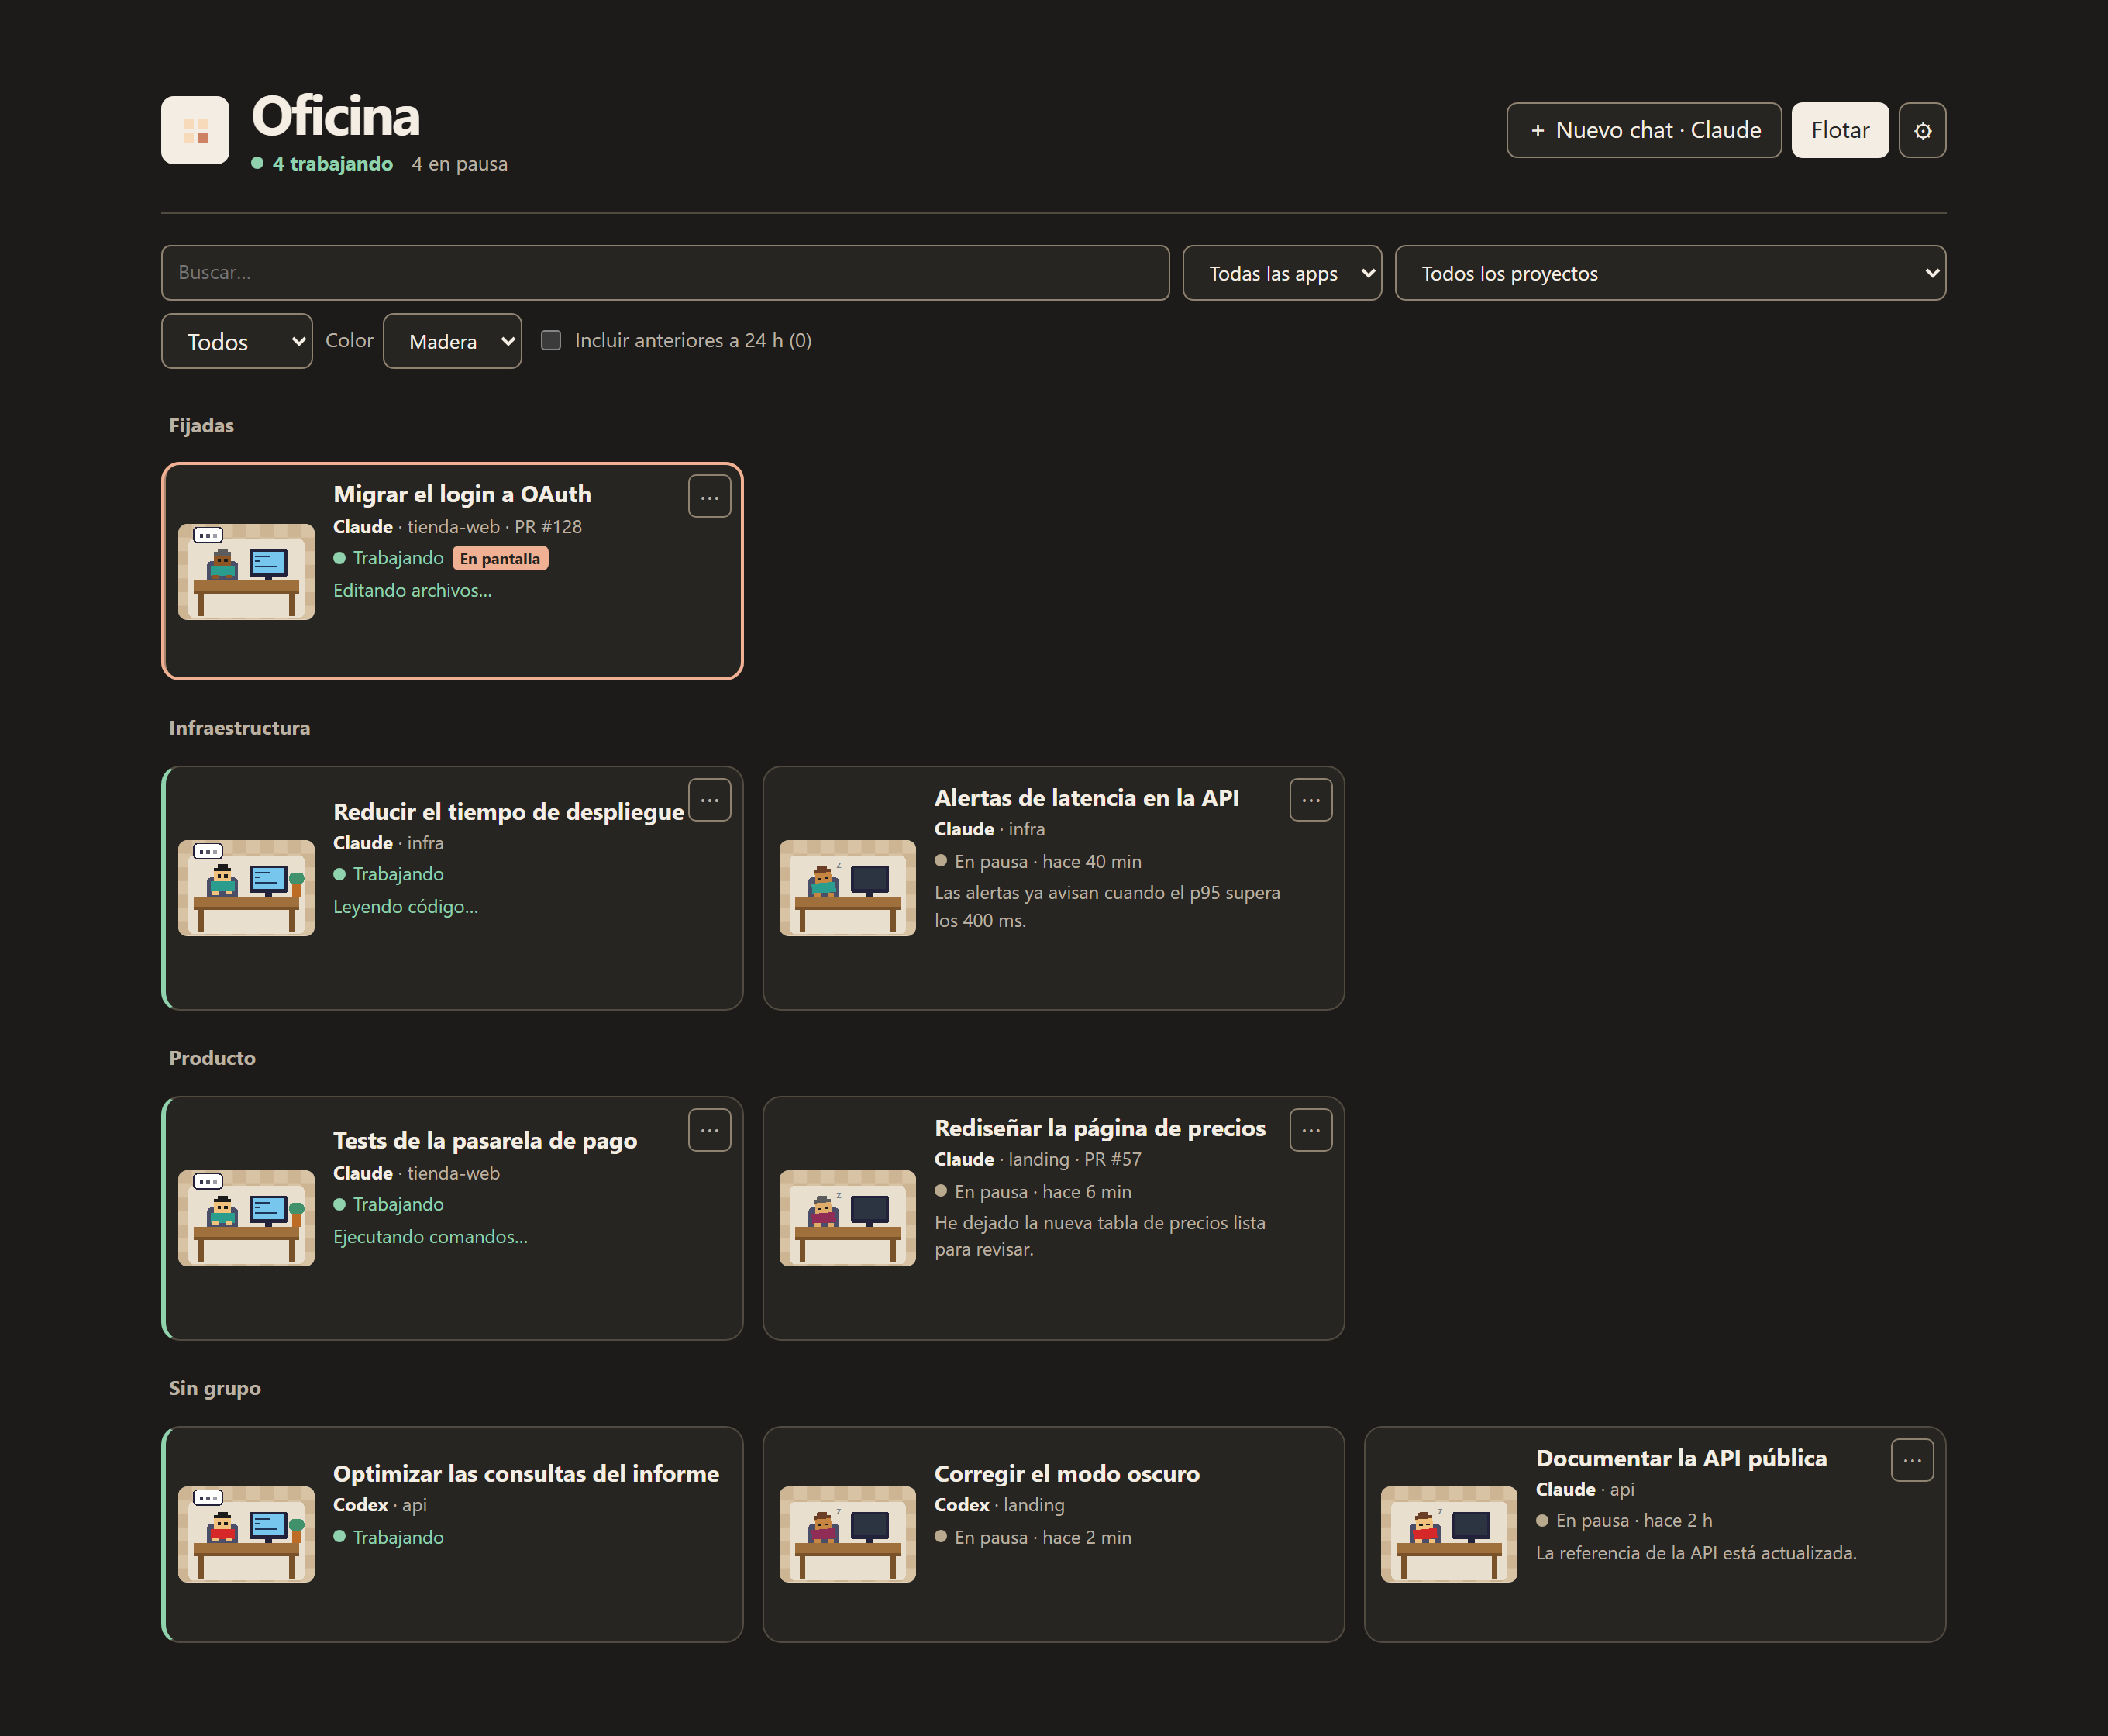 Oficina
4 trabajando 4 en pausa
+ Nuevo chat · Claude
Flotar
Buscar...
Todas las apps
Todos los proyectos
Todos
Color
Madera
Incluir anteriores a 24 h (0)
Fijadas
Migrar el login a OAuth
...
Claude · tienda-web · PR #128
Trabajando En pantalla
Editando archivos...
Infraestructura
Reducir el tiempo de despliegue
...
Claude · infra
Trabajando
Leyendo código...
Alertas de latencia en la API
...
Claude · infra
En pausa · hace 40 min
Las alertas ya avisan cuando el p95 supera
los 400 ms.
z
Producto
Tests de la pasarela de pago
...
Claude · tienda-web
Trabajando
Ejecutando comandos...
Rediseñar la página de precios
...
Claude · landing · PR #57
En pausa · hace 6 min
He dejado la nueva tabla de precios lista
para revisar.
z
Sin grupo
Optimizar las consultas del informe
Codex · api
Trabajando
Corregir el modo oscuro
Codex · landing
En pausa · hace 2 min
z
Documentar la API pública
...
Claude · api
En pausa · hace 2 h
La referencia de la API está actualizada.
z